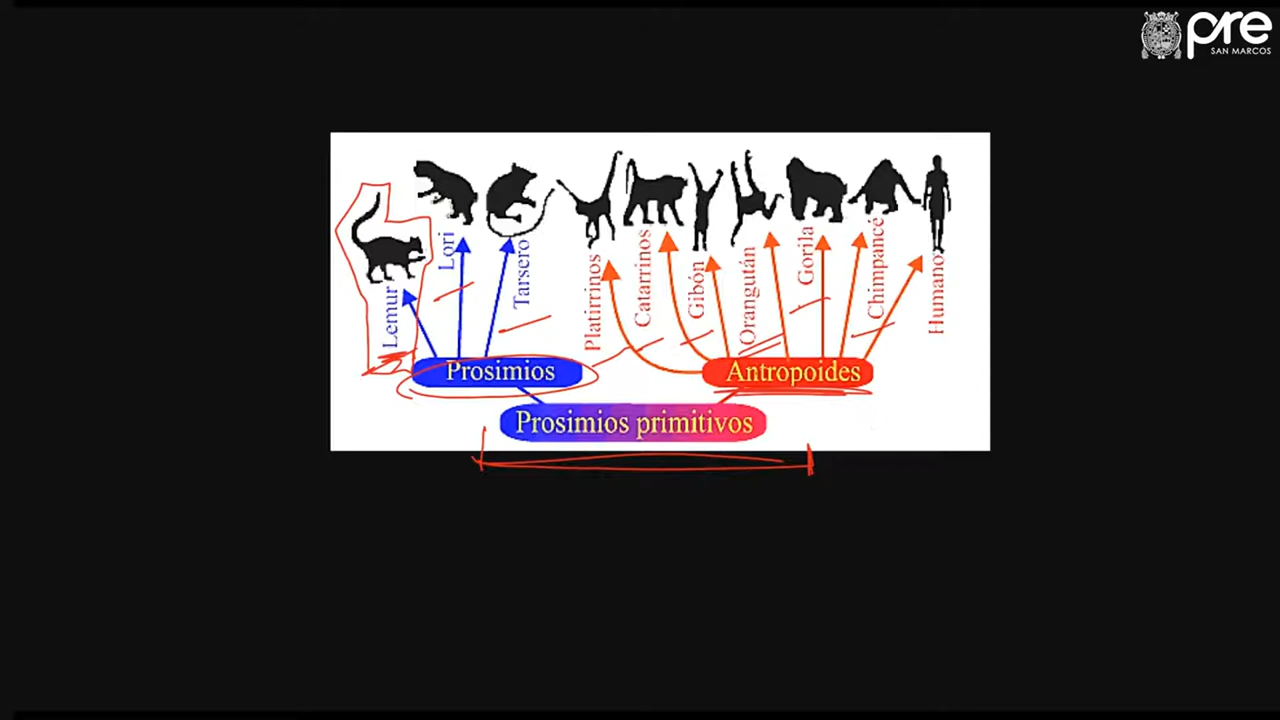 pre
SAN MARCOS
Lemur
Lori
Tarsero
Platirrinos
Catarrinos
Gibón
Orangután
Gorila
Chimpancé
Humano
Prosimios
Antropoides
Prosimios primitivos